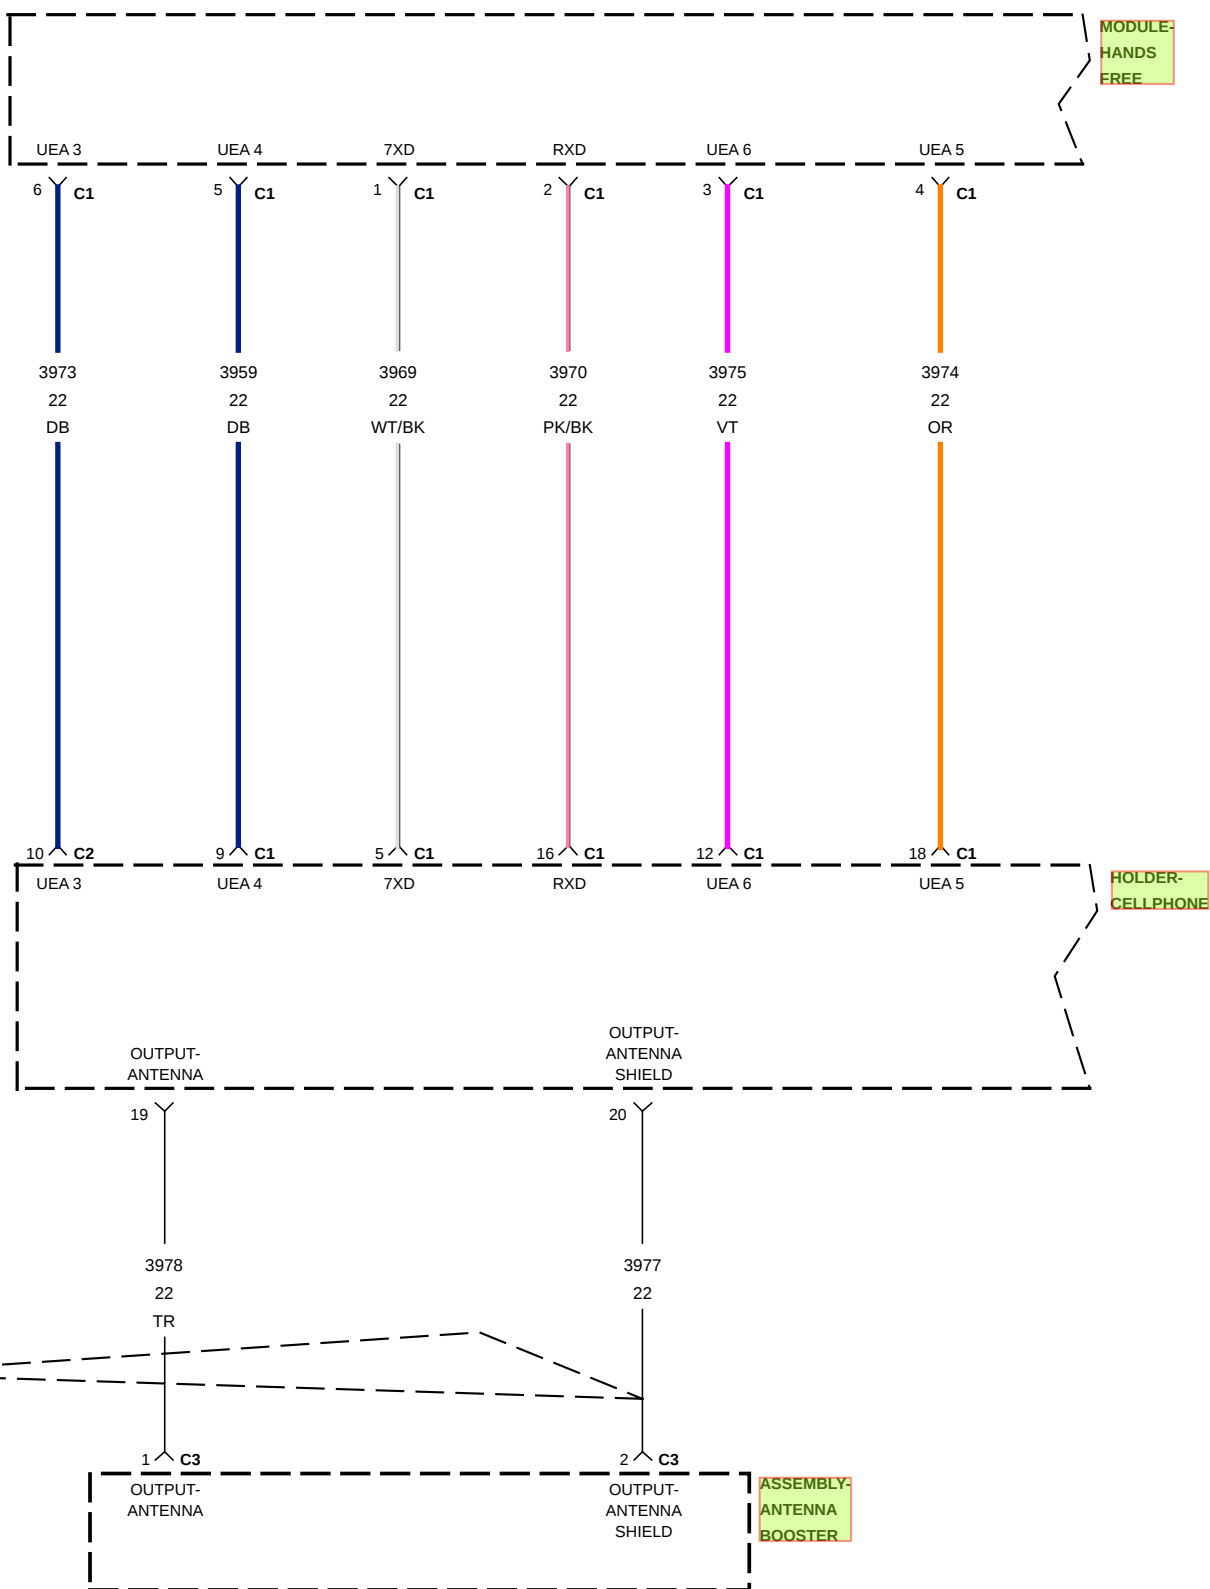 MODULE-
HANDS
FREE
UEA 3 UEA 4 7XD RXD UEA 6 UEA 5
6 C1 5 C1 1 C1 2 C1 3 C1 4 C1
3973 3959 3969 3970 3975 3974
22 22 22 22 22 22
DB DB WT/BK PK/BK VT OR
10 C2 9 C1 5 C1 16 C1 12 C1 18 C1
UEA 3 UEA 4 7XD RXD UEA 6 UEA 5
HOLDER-
CELLPHONE
OUTPUT-
ANTENNA
OUTPUT-
ANTENNA
SHIELD
19 20
3978 3977
22 22
TR
1 C3 2 C3
OUTPUT-
ANTENNA
OUTPUT-
ANTENNA
SHIELD
ASSEMBLY-
ANTENNA
BOOSTER